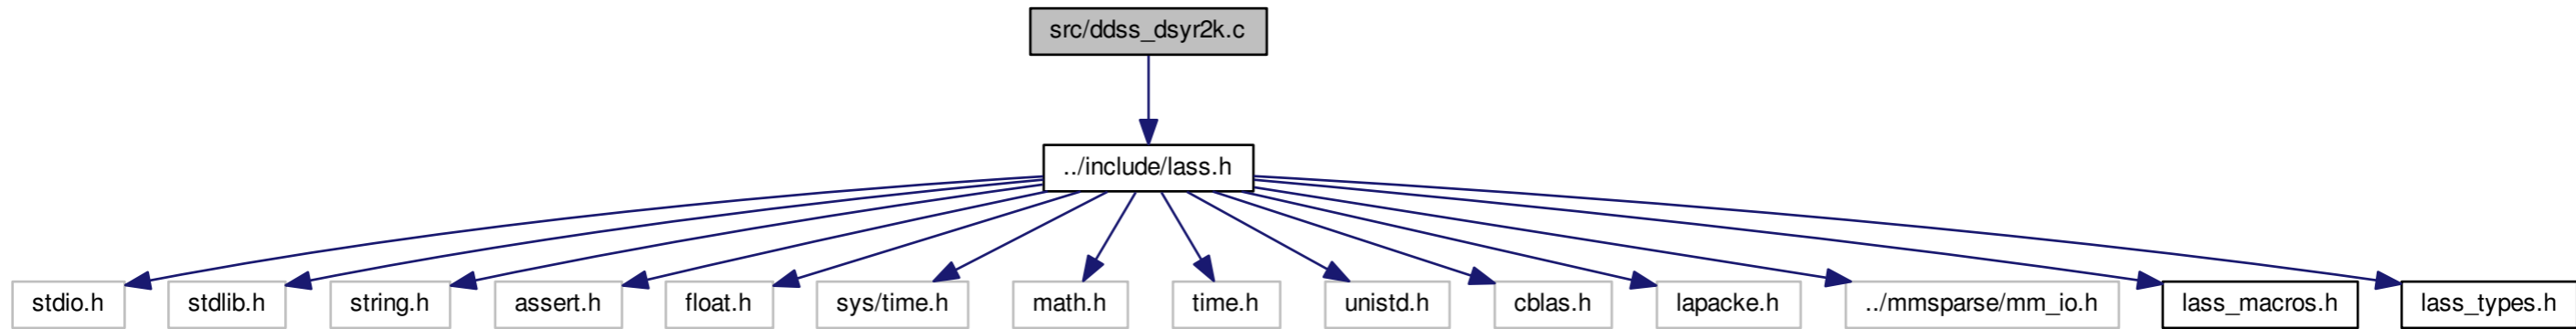 src/ddss_dsyr2k.c
../include/lass.h
stdio.h
stdlib.h
string.h
assert.h
float.h
sys/time.h
math.h
time.h
unistd.h
cblas.h
lapacke.h
../mmsparse/mm_io.h
lass_macros.h
lass_types.h